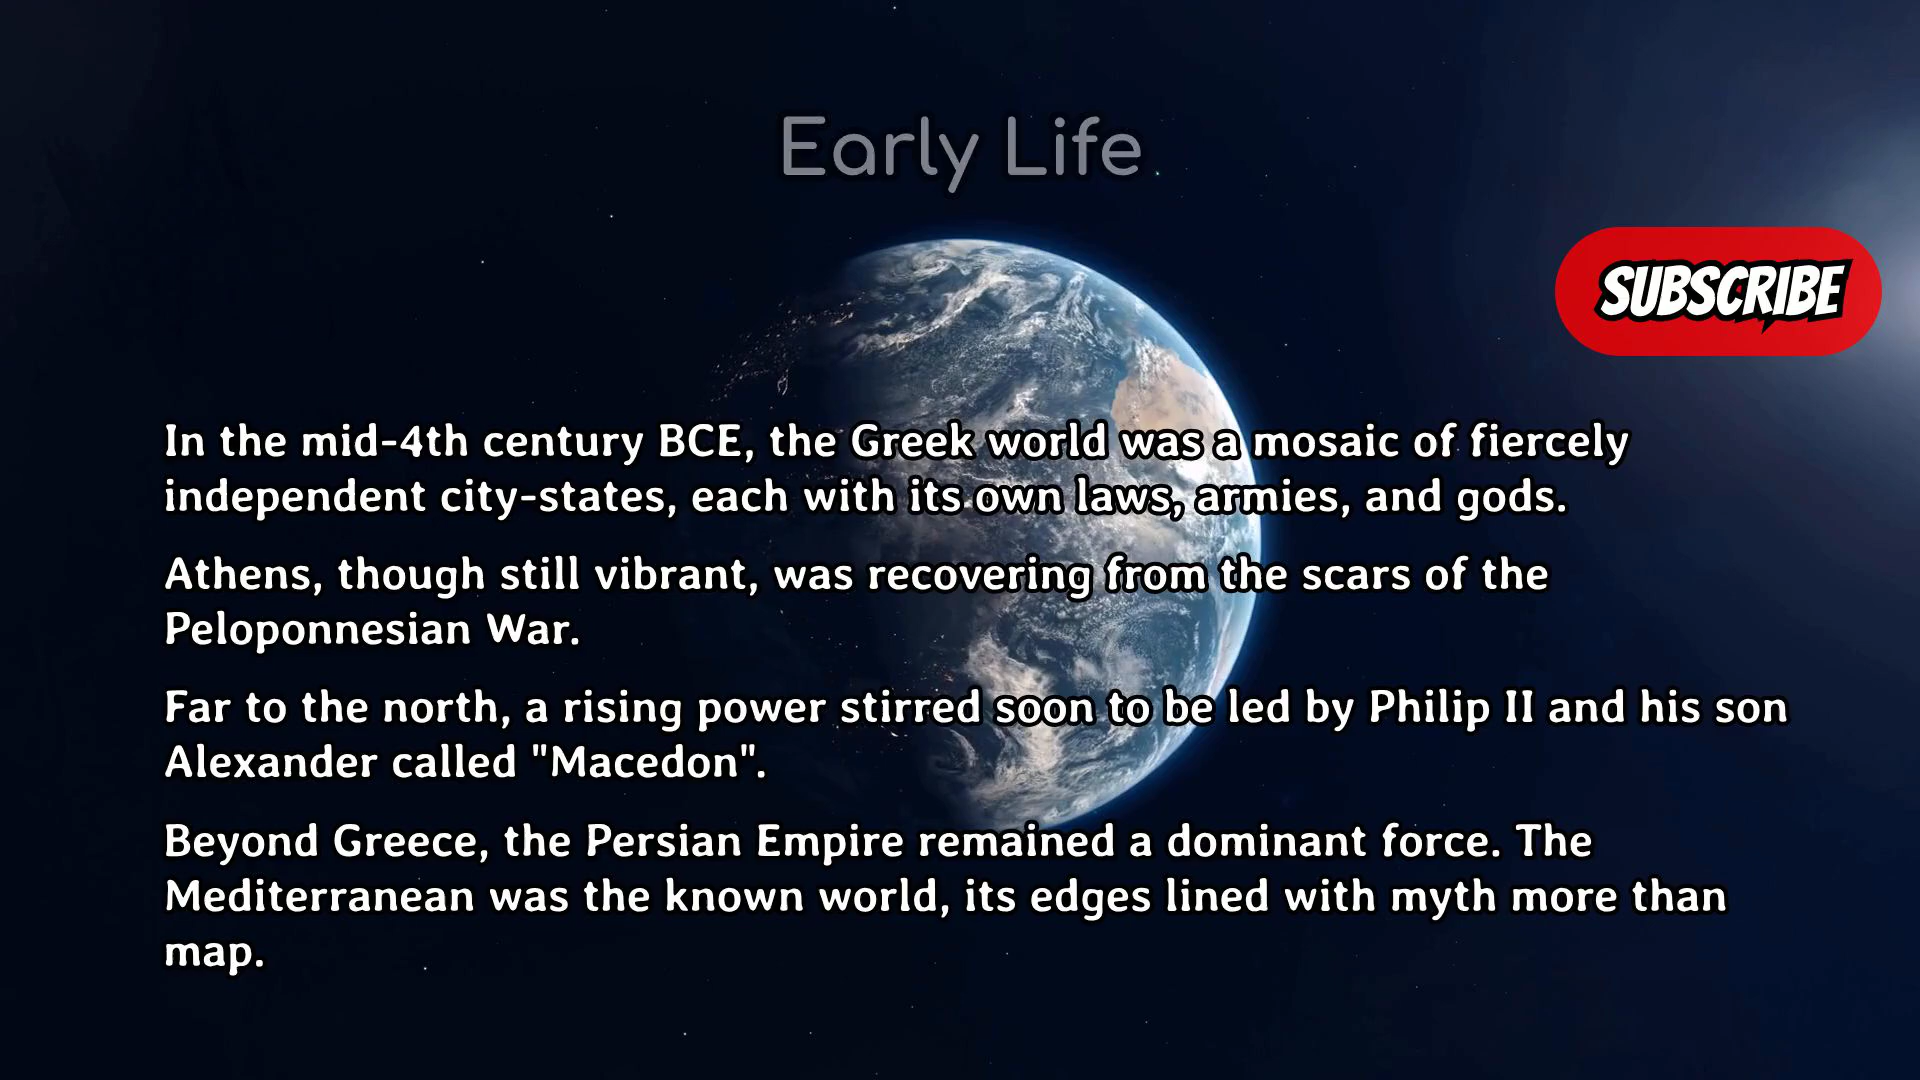 Early Life
SUBSCRIBE
In the mid-4th century BCE, the Greek world was a mosaic of fiercely
independent city-states, each with its own laws, armies, and gods.
Athens, though still vibrant, was recovering from the scars of the
Peloponnesian War.
Far to the north, a rising power stirred soon to be led by Philip II and his son
Alexander called "Macedon".
Beyond Greece, the Persian Empire remained a dominant force. The
Mediterranean was the known world, its edges lined with myth more than
map.